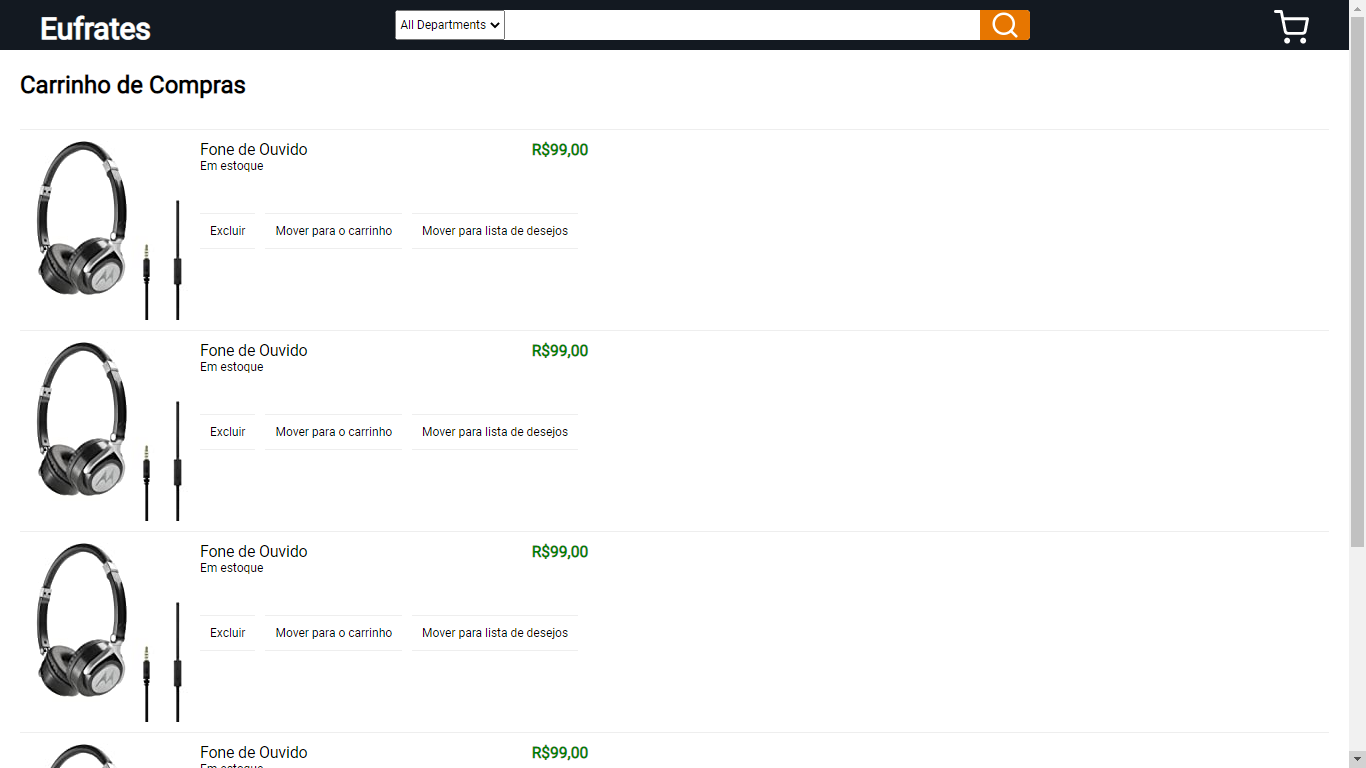 Eufrates
All Departments
Carrinho de Compras
Fone de Ouvido R$99,00
Em estoque
Excluir Mover para o carrinho Mover para lista de desejos
Fone de Ouvido R$99,00
Em estoque
Excluir Mover para o carrinho Mover para lista de desejos
Fone de Ouvido R$99,00
Em estoque
Excluir Mover para o carrinho Mover para lista de desejos
Fone de Ouvido R$99,00
Em estoque